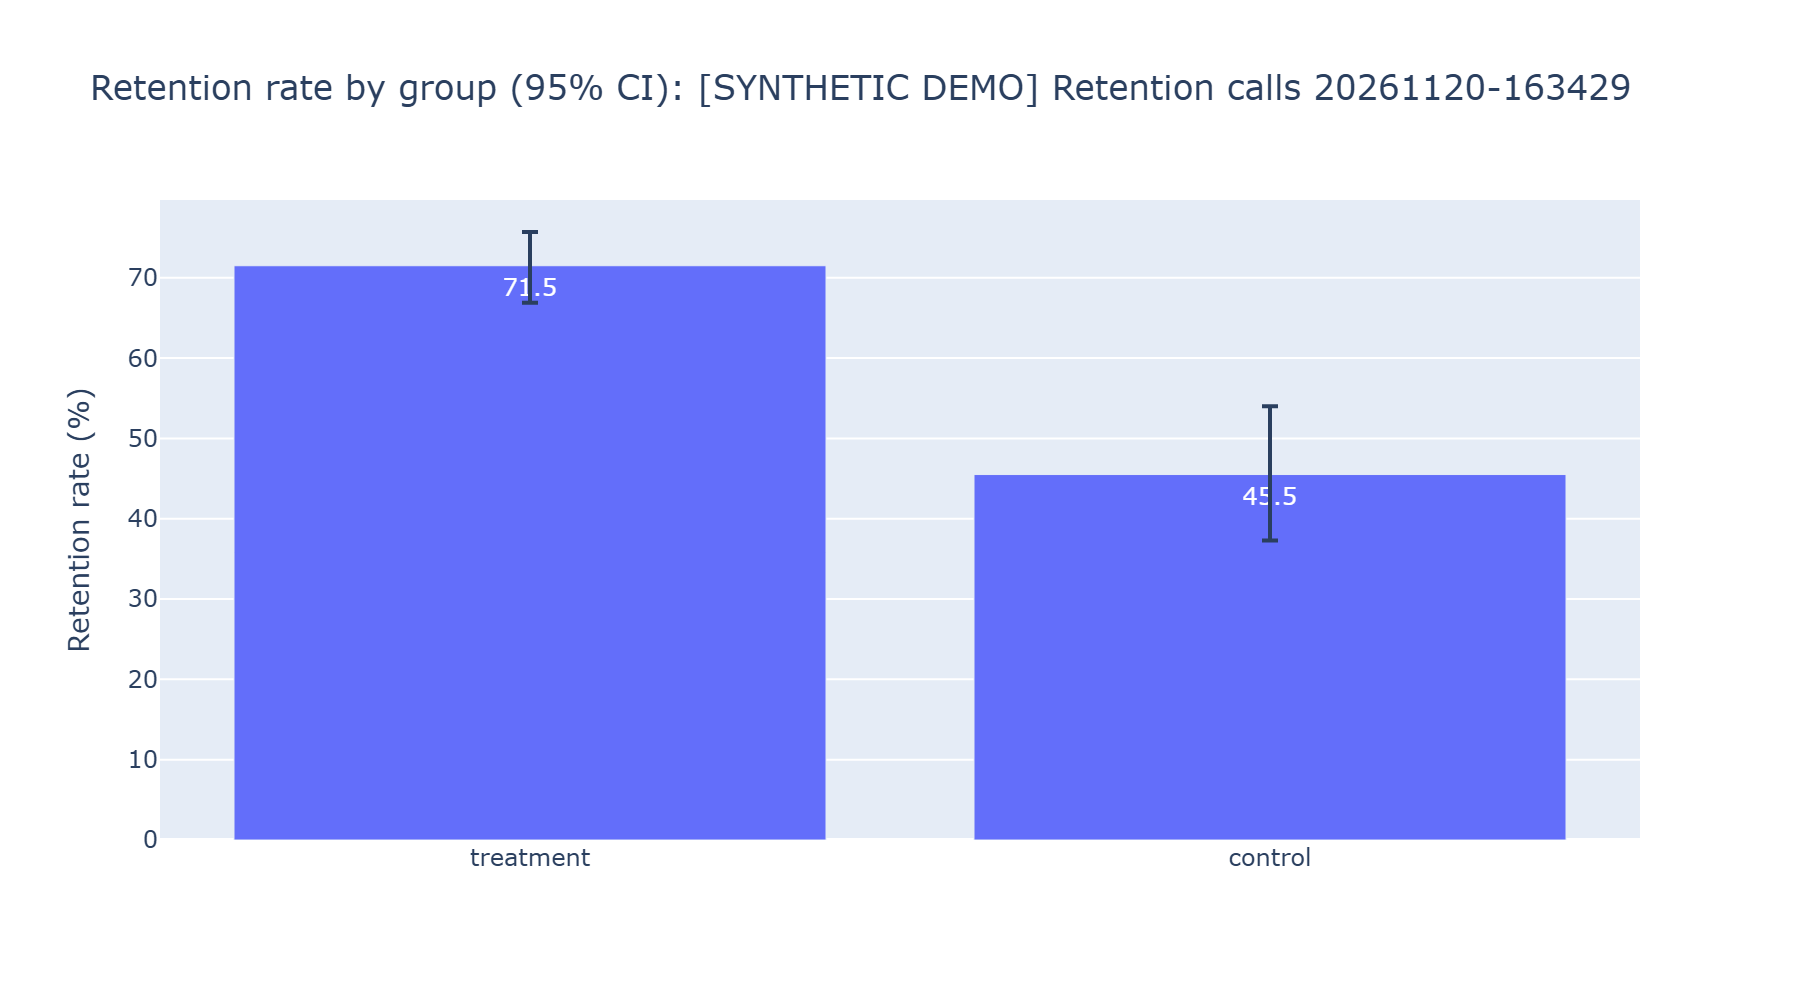 Retention rate by group (95% CI): [SYNTHETIC DEMO] Retention calls 20261120-163429
Retention rate (%)
70
60
50
40
30
20
10
0
71.5
45.5
treatment
control